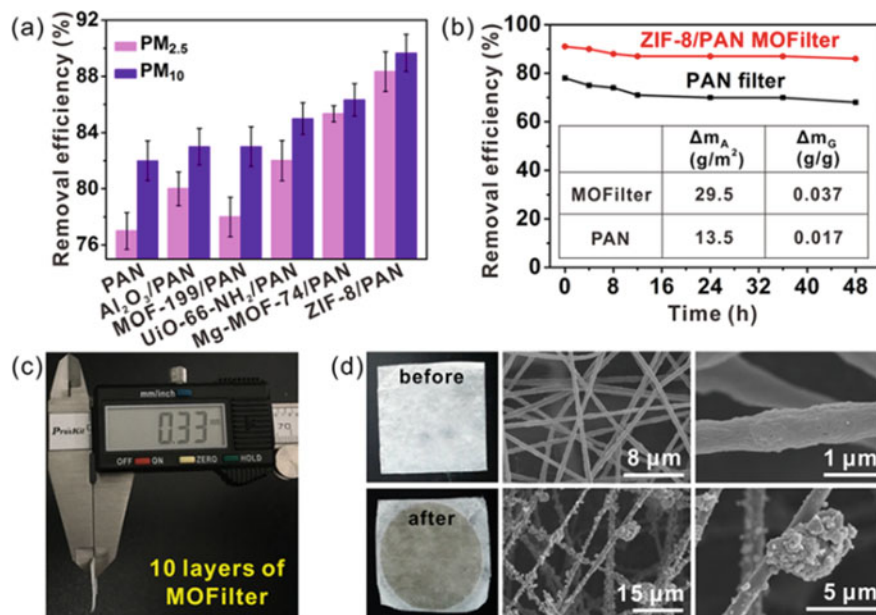 (a)
Removal efficiency (%)
92
88
84
80
76
PM2.5
PM10
PAN
Al2O3/PAN
MOF-199/PAN
UiO-66-NH2/PAN
Mg-MOF-74/PAN
ZIF-8/PAN
(b)
Removal efficiency (%)
100
80
60
40
20
0
ZIF-8/PAN MOFilter
PAN filter
ΔmA (g/m²) ΔmG (g/g)
MOFilter 29.5 0.037
PAN 13.5 0.017
0 8 16 24 32 40 48
Time (h)
(c)
mm/inch
0.33
70
OFF ON ZERO HOLD
10 layers of
MOFilter
(d)
before
8 μm
1 μm
after
15 μm
5 μm